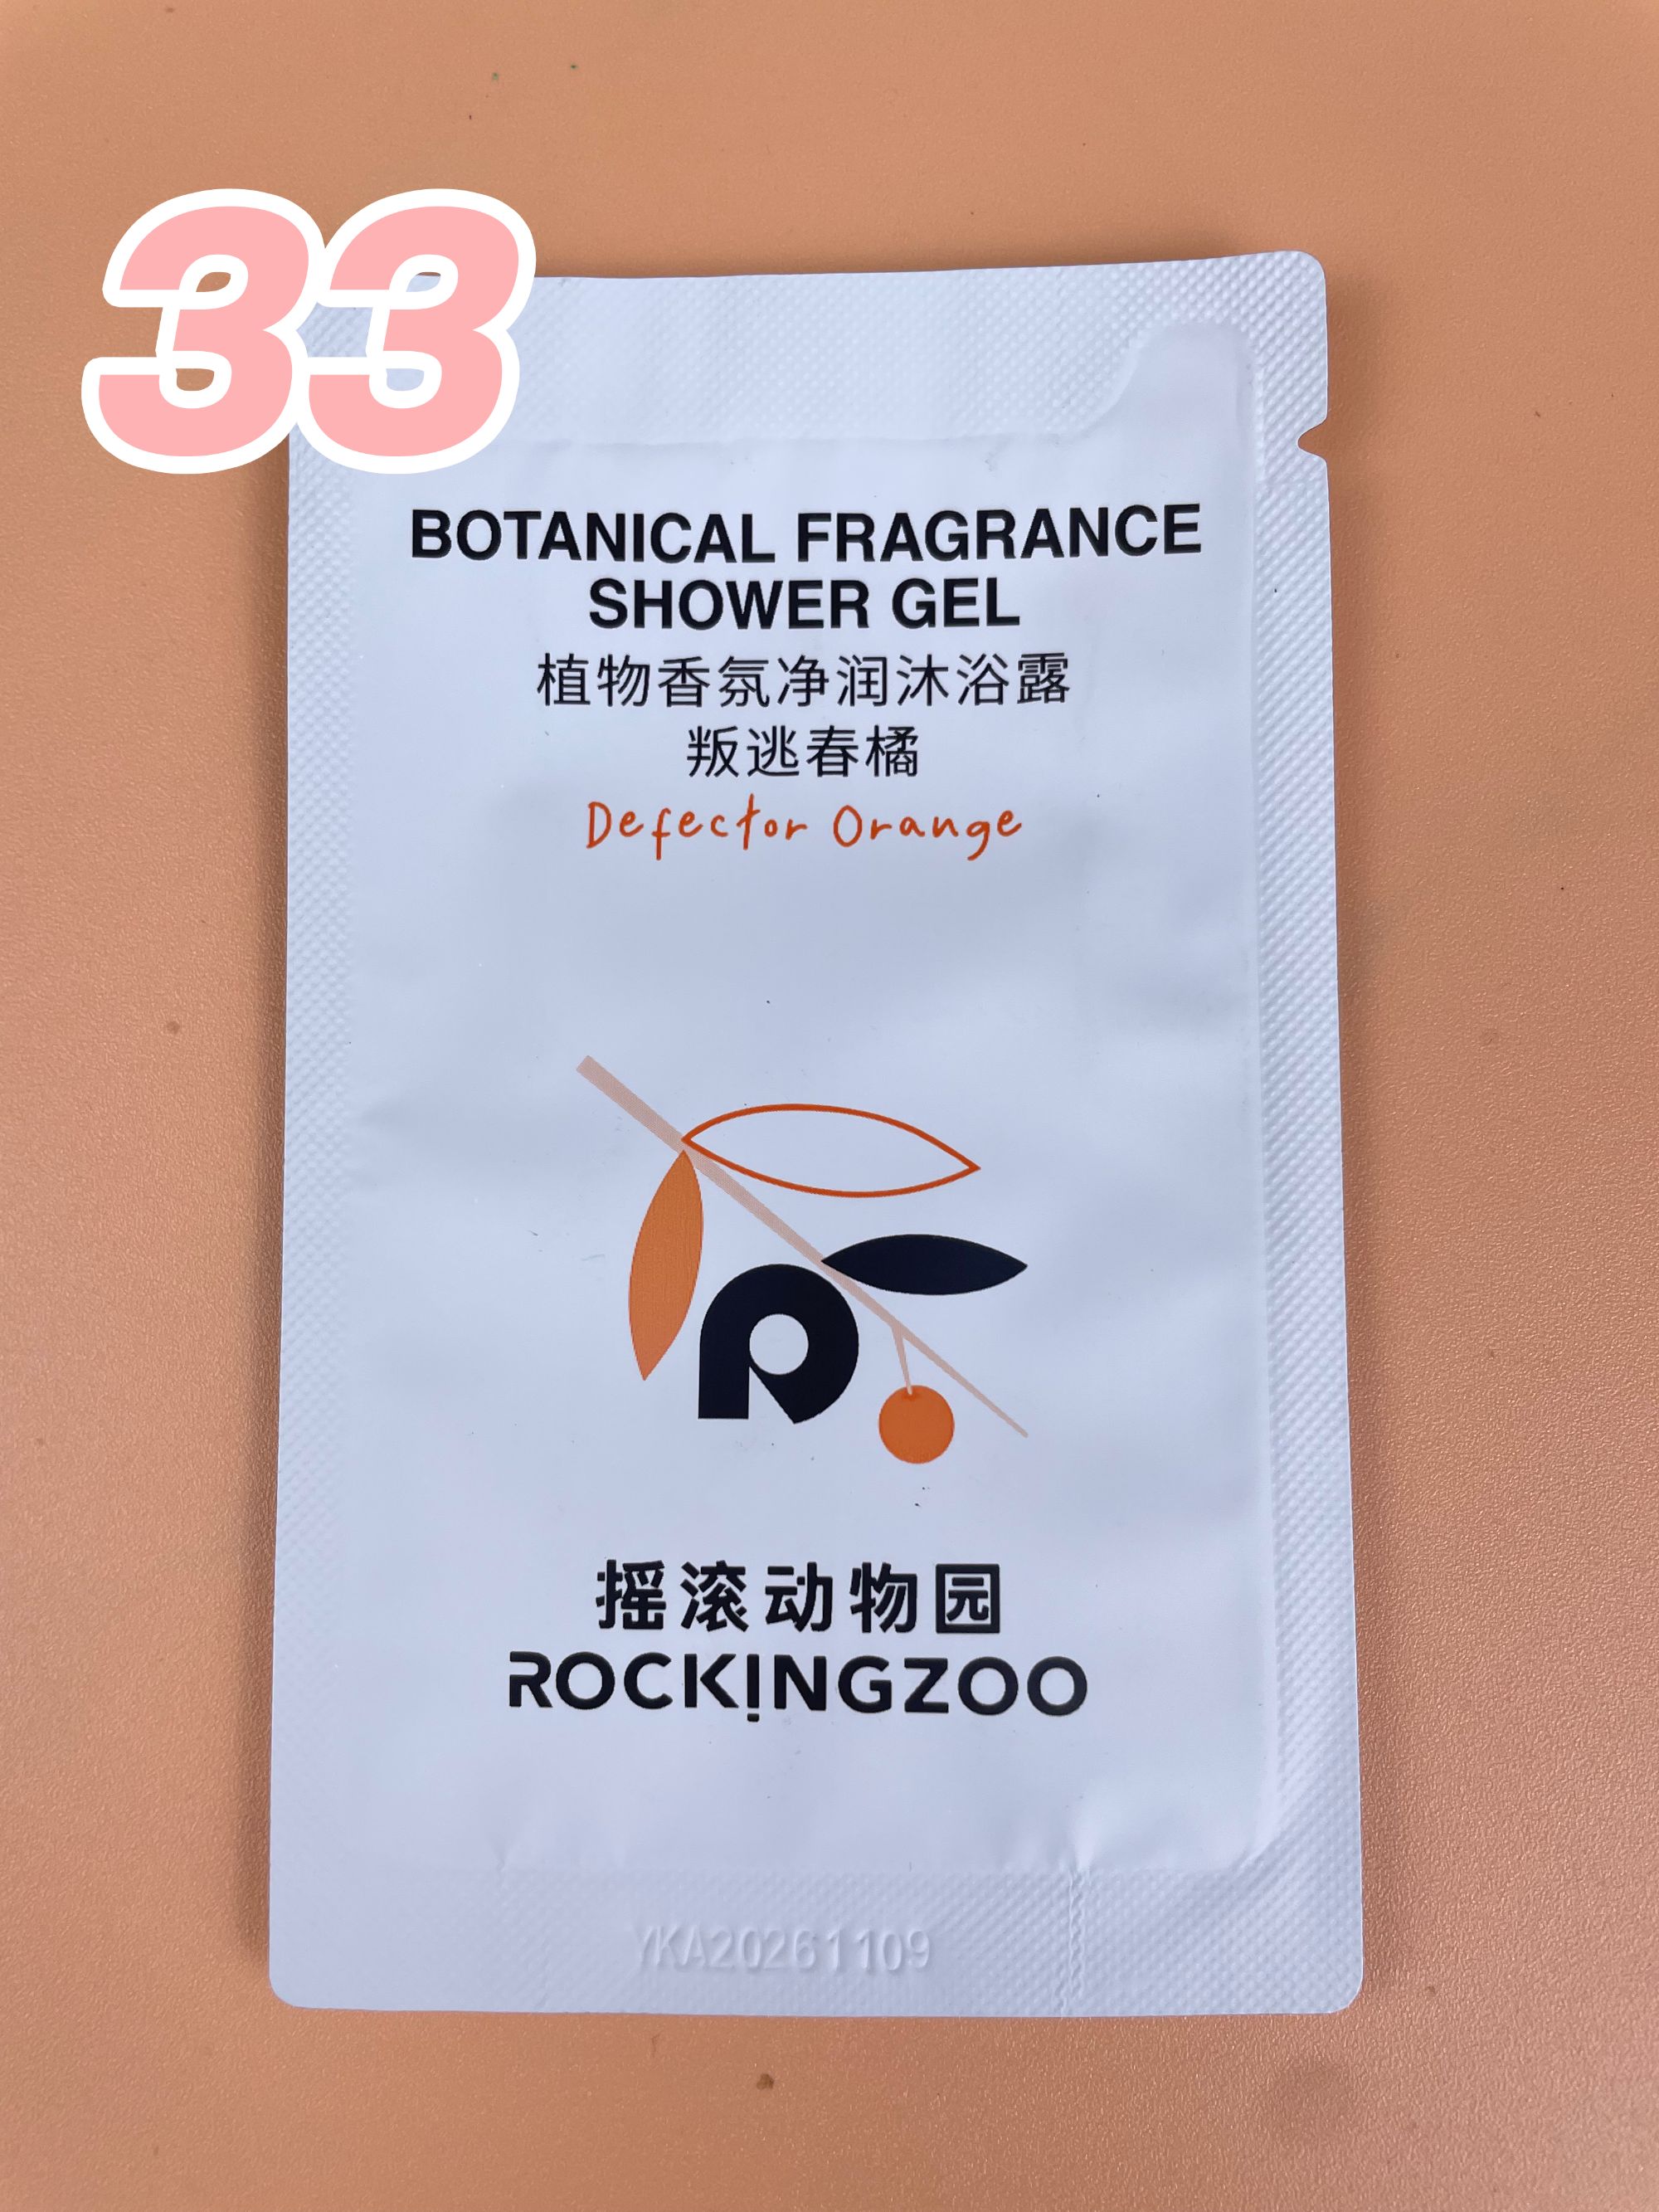 33
BOTANICAL FRAGRANCE
SHOWER GEL
植物香氛净润沐浴露
叛逃春橘
Defector Orange
摇滚动物园
ROCKINGZOO
YKA20261109